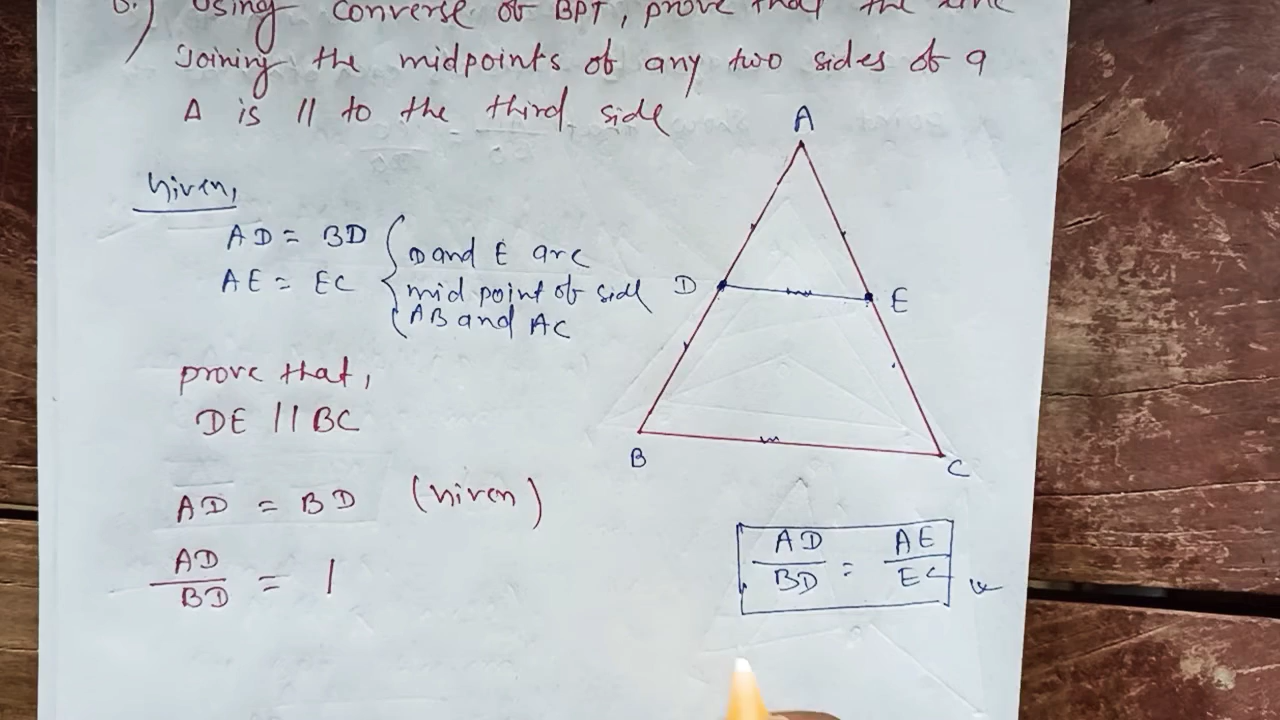 Using converse of BPT, prove that the line
Joining the midpoints of any two sides of a
Δ is || to the third side
A
Given,
AD = BD
AE = EC
D and E are
mid point of side
AB and AC
D
E
prove that,
DE || BC
B
C
AD = BD (Given)
AD/BD = 1
AD/BD = AE/EC